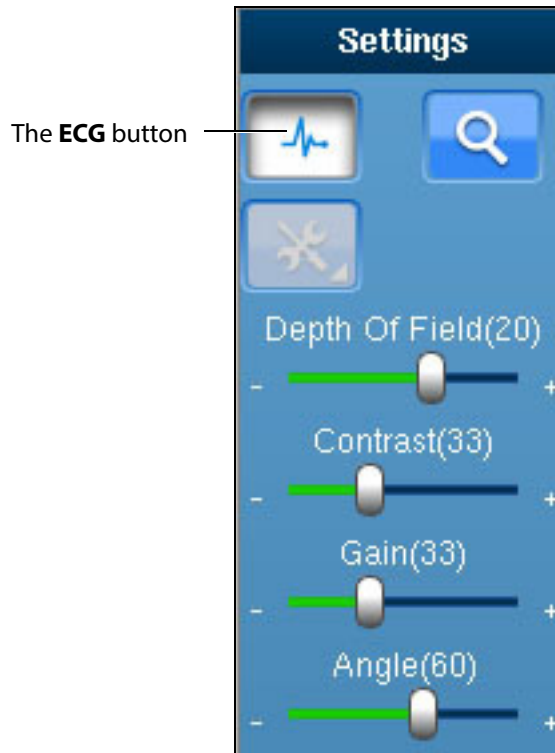 Settings
The ECG button
Depth Of Field(20)
- +
Contrast(33)
- +
Gain(33)
- +
Angle(60)
- +